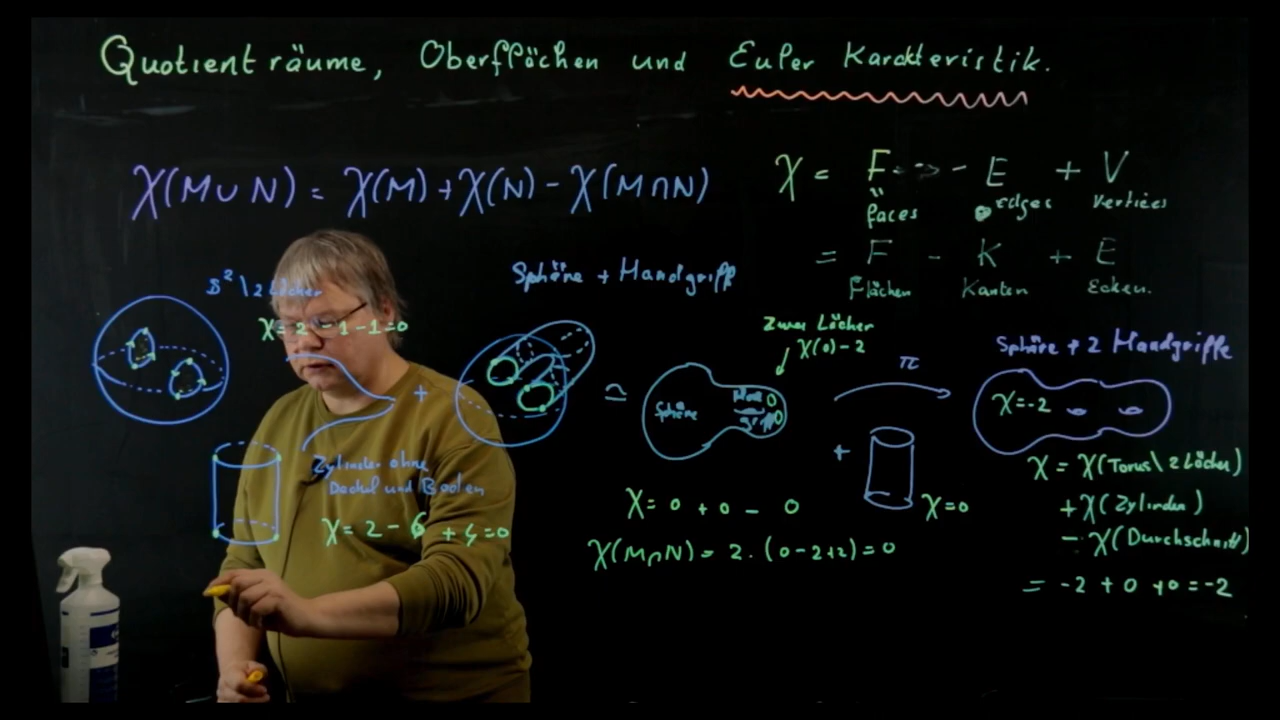 Quotient räume, Oberflächen und Euler Karakteristik.
χ(M∪N) = χ(M)+χ(N) - χ(M∩N)
χ = F - E + V
faces edges vertices
= F - K + E
Flächen Kanten Ecken.
S² \ 2 Löcher
χ = 2 - 1 - 1 = 0
Sphäre + Handgriff
Zwei Löcher
χ(0) - 2
Sphäre + 2 Handgriffe
+
≃
Sphäre
π
χ = -2
Zylinder ohne
Deckel und Boden
χ = 2 - 6 + 4 = 0
+
χ = 0
χ = 0 + 0 - 0
χ(M∩N) = 2 · (0 - 2 + 2) = 0
χ = χ(Torus \ 2 Löcher)
+ χ(Zylinder)
- χ(Durchschnitt)
= -2 + 0 + 0 = -2